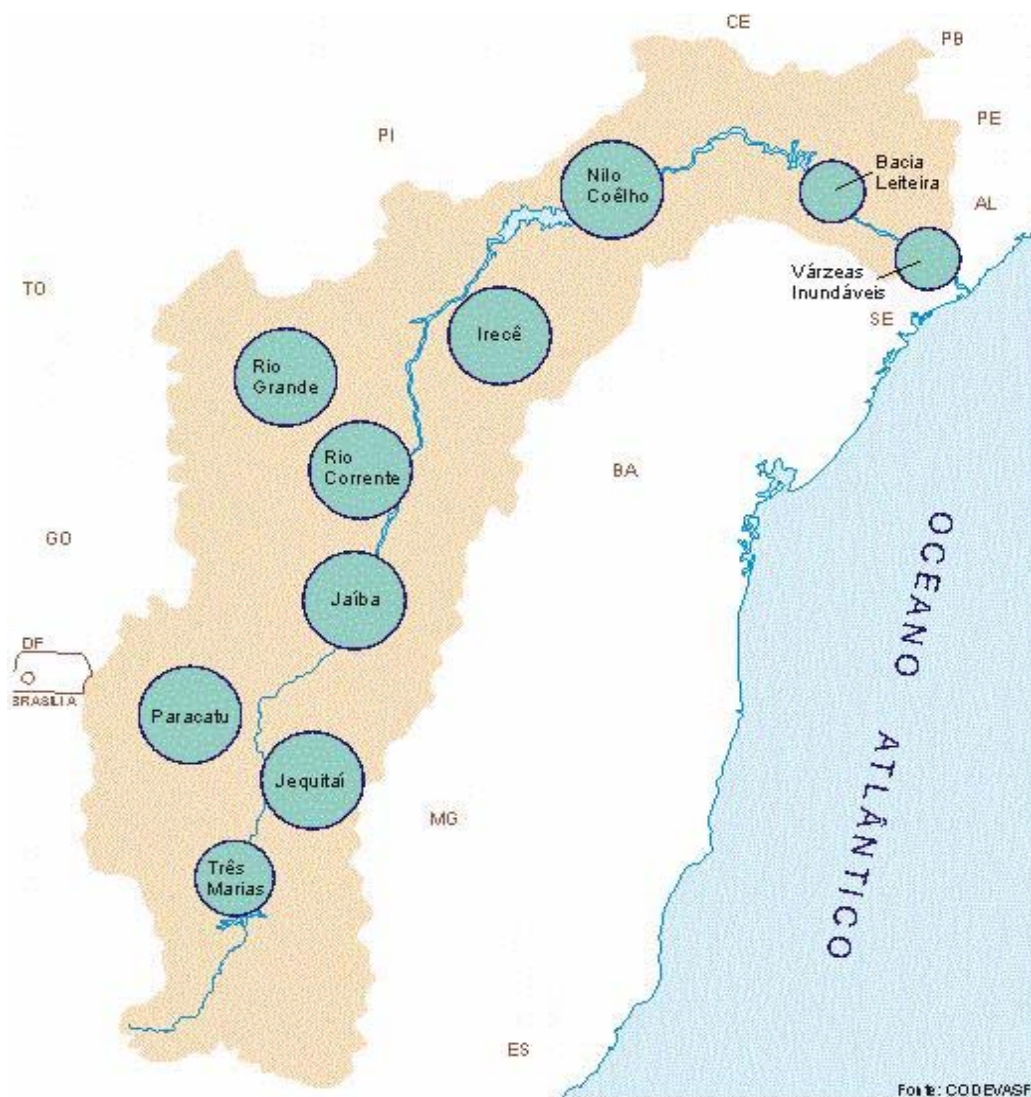 CE
PB
PI
PE
Nilo
Coêlho
Bacia
Leiteira
AL
TO
Várzeas
Inundáveis
SE
Irecê
Rio
Grande
Rio
Corrente
BA
GO
Jaíba
DF
BRASILIA
Paracatu
Jequitaí
MG
Três
Marias
OCEANO ATLÂNTICO
ES
Fonte: CODEVASF